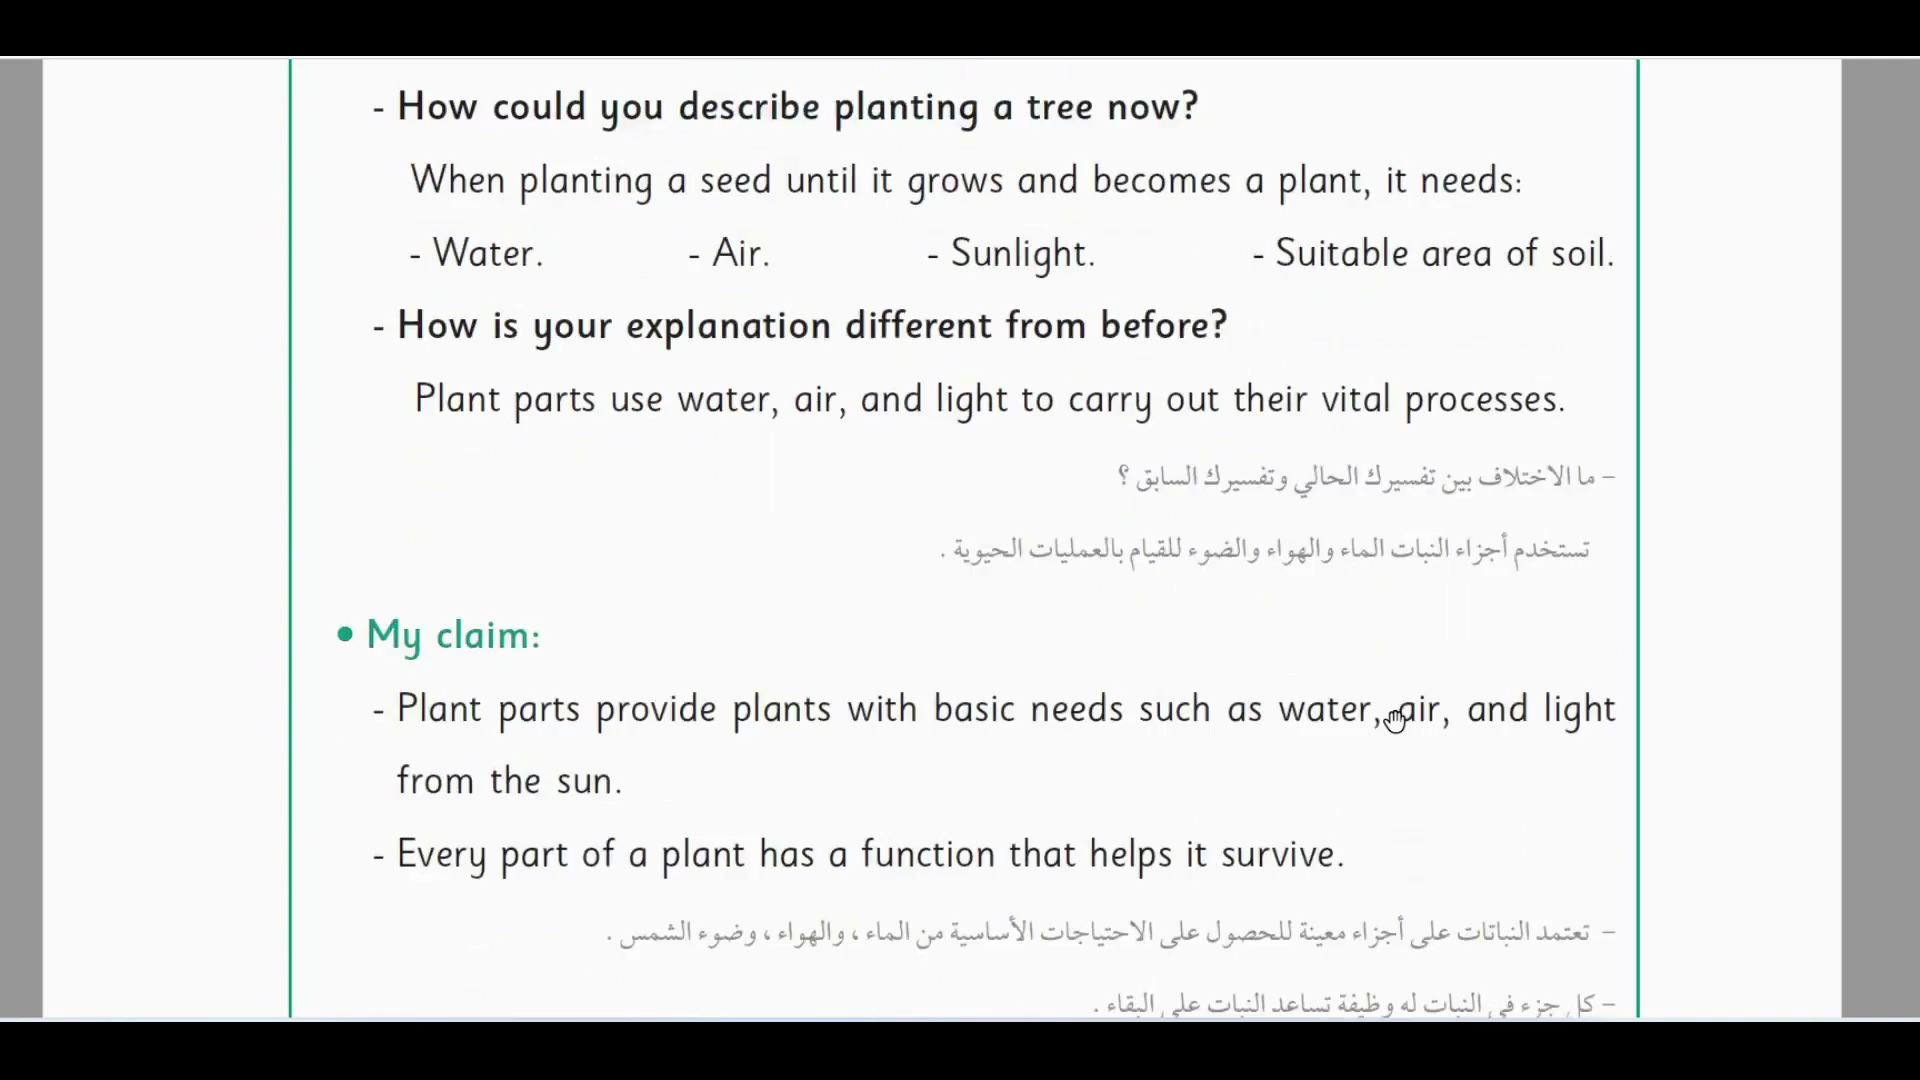 - How could you describe planting a tree now?
When planting a seed until it grows and becomes a plant, it needs:
- Water. - Air. - Sunlight. - Suitable area of soil.
- How is your explanation different from before?
Plant parts use water, air, and light to carry out their vital processes.
– ما الاختلاف بين تفسيرك الحالي وتفسيرك السابق ؟
تستخدم أجزاء النبات الماء والهواء والضوء للقيام بالعمليات الحيوية .
• My claim:
- Plant parts provide plants with basic needs such as water, air, and light
from the sun.
- Every part of a plant has a function that helps it survive.
– تعتمد النباتات على أجزاء معينة للحصول على الاحتياجات الأساسية من الماء ، والهواء ، وضوء الشمس .
– كل جزء في النبات له وظيفة تساعد النبات على البقاء .